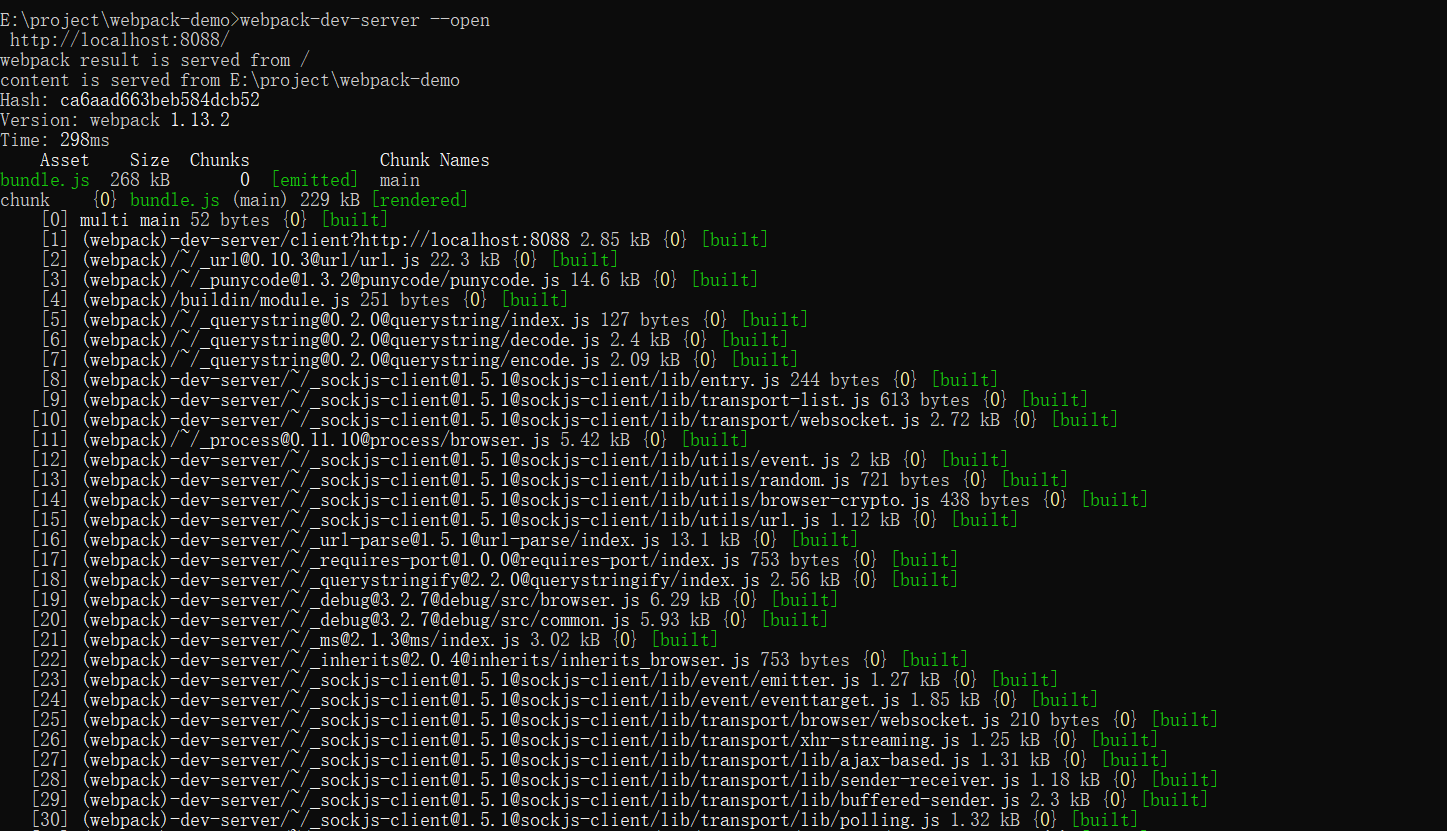 E:\project\webpack-demo>webpack-dev-server --open
http://localhost:8088/
webpack result is served from /
content is served from E:\project\webpack-demo
Hash: ca6aad663beb584dcb52
Version: webpack 1.13.2
Time: 298ms
Asset Size Chunks Chunk Names
bundle.js 268 kB 0 [emitted] main
chunk {0} bundle.js (main) 229 kB [rendered]
[0] multi main 52 bytes {0} [built]
[1] (webpack)-dev-server/client?http://localhost:8088 2.85 kB {0} [built]
[2] (webpack)/~/_url@0.10.3@url/url.js 22.3 kB {0} [built]
[3] (webpack)/~/_punycode@1.3.2@punycode/punycode.js 14.6 kB {0} [built]
[4] (webpack)/buildin/module.js 251 bytes {0} [built]
[5] (webpack)/~/_querystring@0.2.0@querystring/index.js 127 bytes {0} [built]
[6] (webpack)/~/_querystring@0.2.0@querystring/decode.js 2.4 kB {0} [built]
[7] (webpack)/~/_querystring@0.2.0@querystring/encode.js 2.09 kB {0} [built]
[8] (webpack)-dev-server/~/_sockjs-client@1.5.1@sockjs-client/lib/entry.js 244 bytes {0} [built]
[9] (webpack)-dev-server/~/_sockjs-client@1.5.1@sockjs-client/lib/transport-list.js 613 bytes {0} [built]
[10] (webpack)-dev-server/~/_sockjs-client@1.5.1@sockjs-client/lib/transport/websocket.js 2.72 kB {0} [built]
[11] (webpack)/~/_process@0.11.10@process/browser.js 5.42 kB {0} [built]
[12] (webpack)-dev-server/~/_sockjs-client@1.5.1@sockjs-client/lib/utils/event.js 2 kB {0} [built]
[13] (webpack)-dev-server/~/_sockjs-client@1.5.1@sockjs-client/lib/utils/random.js 721 bytes {0} [built]
[14] (webpack)-dev-server/~/_sockjs-client@1.5.1@sockjs-client/lib/utils/browser-crypto.js 438 bytes {0} [built]
[15] (webpack)-dev-server/~/_sockjs-client@1.5.1@sockjs-client/lib/utils/url.js 1.12 kB {0} [built]
[16] (webpack)-dev-server/~/_url-parse@1.5.1@url-parse/index.js 13.1 kB {0} [built]
[17] (webpack)-dev-server/~/_requires-port@1.0.0@requires-port/index.js 753 bytes {0} [built]
[18] (webpack)-dev-server/~/_querystringify@2.2.0@querystringify/index.js 2.56 kB {0} [built]
[19] (webpack)-dev-server/~/_debug@3.2.7@debug/src/browser.js 6.29 kB {0} [built]
[20] (webpack)-dev-server/~/_debug@3.2.7@debug/src/common.js 5.93 kB {0} [built]
[21] (webpack)-dev-server/~/_ms@2.1.3@ms/index.js 3.02 kB {0} [built]
[22] (webpack)-dev-server/~/_inherits@2.0.4@inherits/inherits_browser.js 753 bytes {0} [built]
[23] (webpack)-dev-server/~/_sockjs-client@1.5.1@sockjs-client/lib/event/emitter.js 1.27 kB {0} [built]
[24] (webpack)-dev-server/~/_sockjs-client@1.5.1@sockjs-client/lib/event/eventtarget.js 1.85 kB {0} [built]
[25] (webpack)-dev-server/~/_sockjs-client@1.5.1@sockjs-client/lib/transport/browser/websocket.js 210 bytes {0} [built]
[26] (webpack)-dev-server/~/_sockjs-client@1.5.1@sockjs-client/lib/transport/xhr-streaming.js 1.25 kB {0} [built]
[27] (webpack)-dev-server/~/_sockjs-client@1.5.1@sockjs-client/lib/transport/lib/ajax-based.js 1.31 kB {0} [built]
[28] (webpack)-dev-server/~/_sockjs-client@1.5.1@sockjs-client/lib/transport/lib/sender-receiver.js 1.18 kB {0} [built]
[29] (webpack)-dev-server/~/_sockjs-client@1.5.1@sockjs-client/lib/transport/lib/buffered-sender.js 2.3 kB {0} [built]
[30] (webpack)-dev-server/~/_sockjs-client@1.5.1@sockjs-client/lib/transport/lib/polling.js 1.32 kB {0} [built]